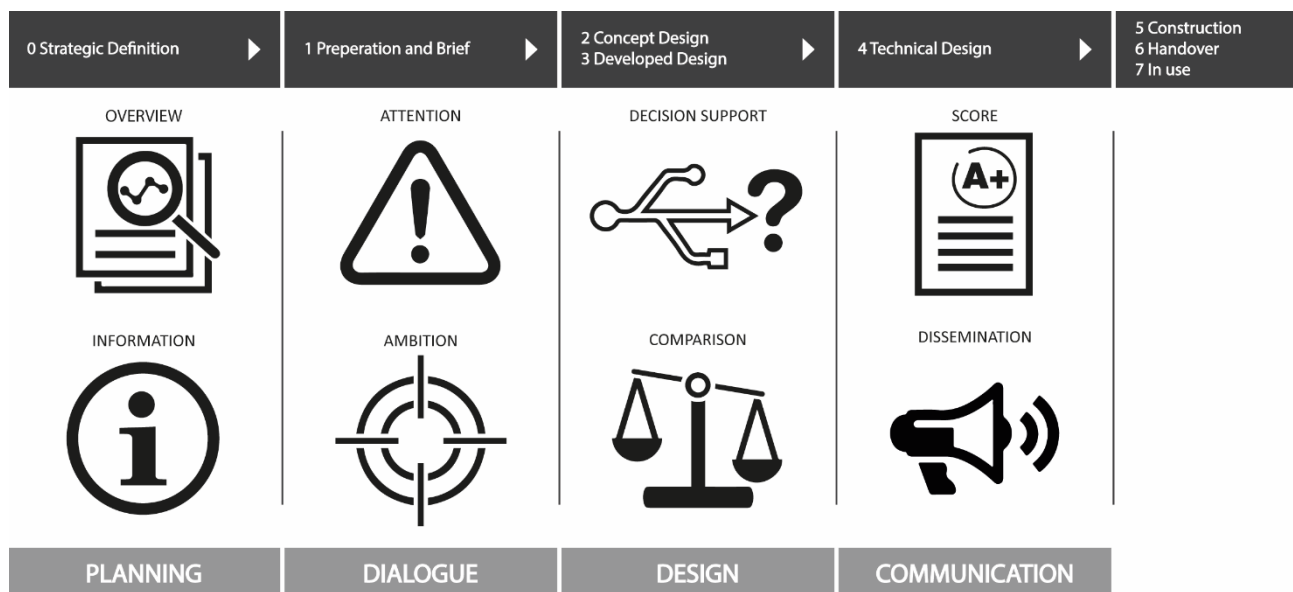 0 Strategic Definition
1 Preperation and Brief
2 Concept Design
3 Developed Design
4 Technical Design
5 Construction
6 Handover
7 In use
OVERVIEW
ATTENTION
DECISION SUPPORT
SCORE
A+
INFORMATION
AMBITION
COMPARISON
DISSEMINATION
PLANNING
DIALOGUE
DESIGN
COMMUNICATION